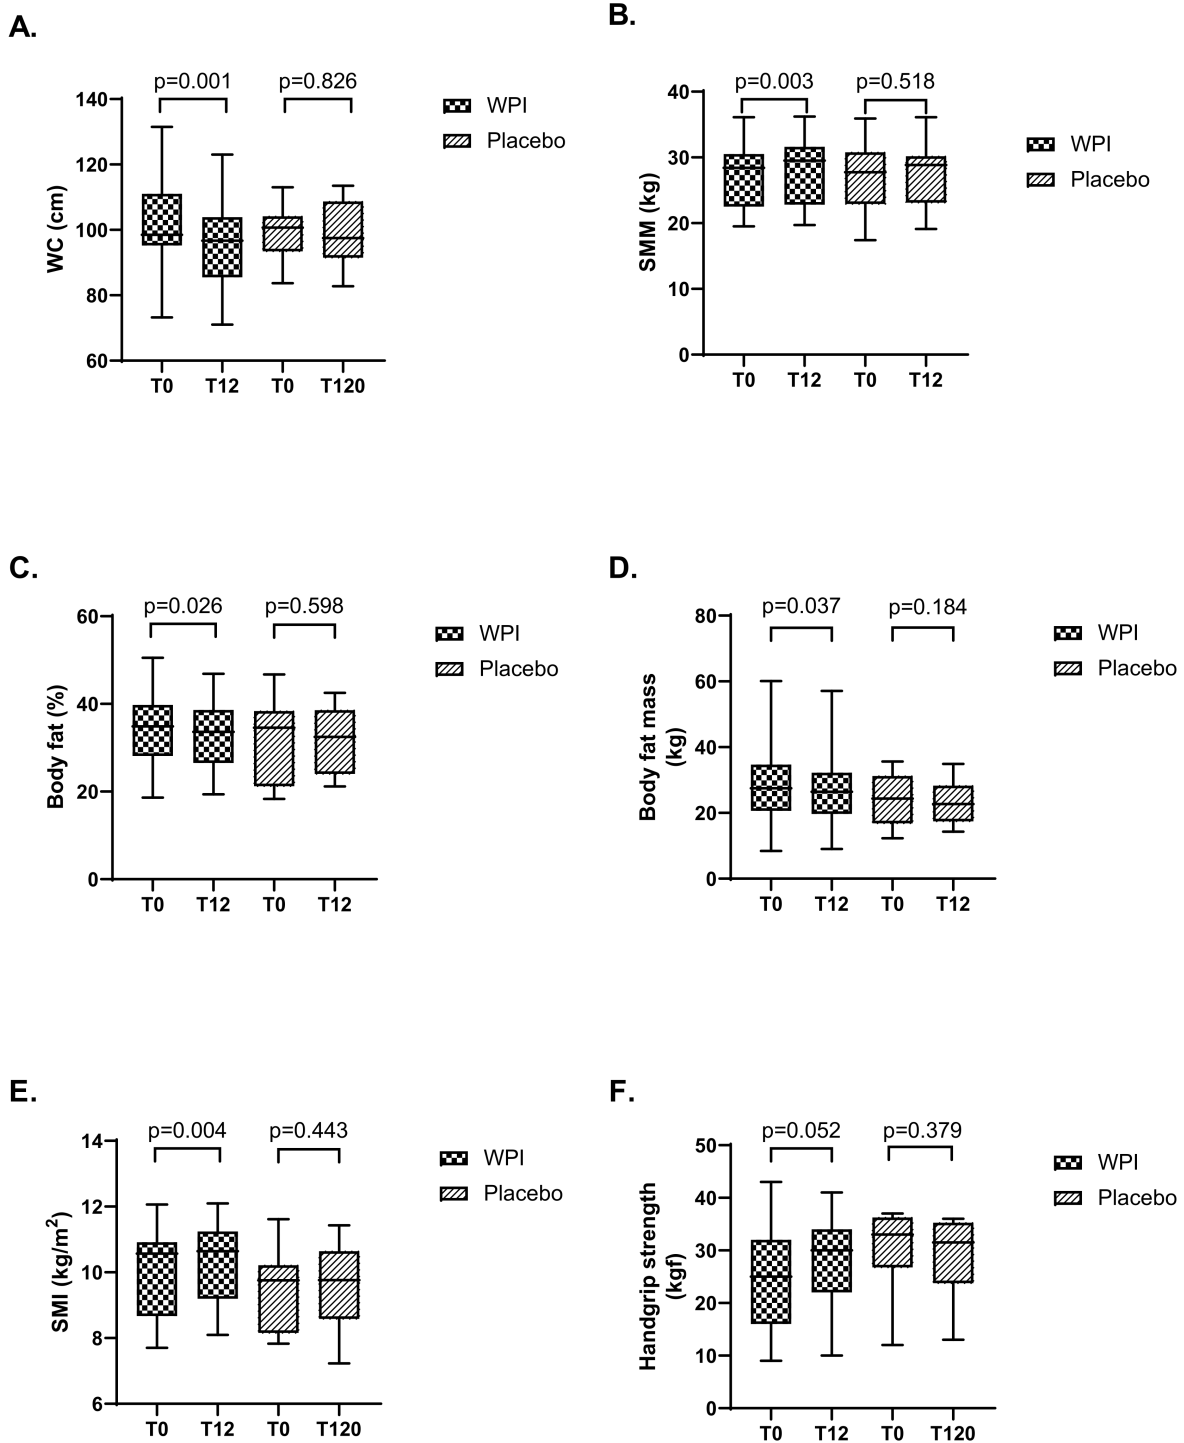 A.
p=0.001 p=0.826
WC (cm)
140
120
100
80
60
T0 T12 T0 T120
WPI
Placebo
B.
p=0.003 p=0.518
SMM (kg)
40
30
20
10
0
T0 T12 T0 T12
WPI
Placebo
C.
p=0.026 p=0.598
Body fat (%)
60
40
20
0
T0 T12 T0 T12
WPI
Placebo
D.
p=0.037 p=0.184
Body fat mass
(kg)
80
60
40
20
0
T0 T12 T0 T12
WPI
Placebo
E.
p=0.004 p=0.443
SMI (kg/m²)
14
12
10
8
6
T0 T12 T0 T120
WPI
Placebo
F.
p=0.052 p=0.379
Handgrip strength
(kgf)
50
40
30
20
10
0
T0 T12 T0 T120
WPI
Placebo